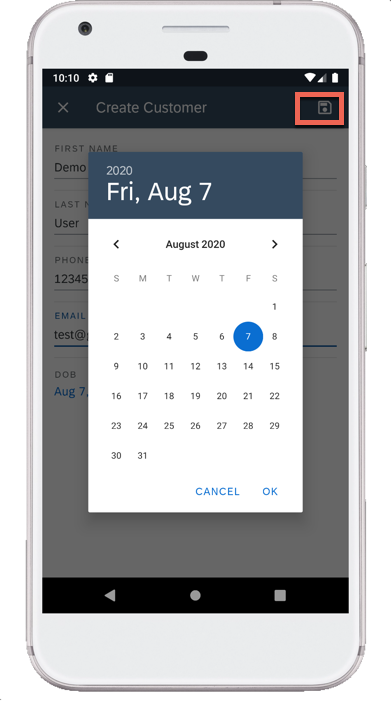 10:10
Create Customer
FIRST NAME
Demo
LAST N
User
PHON
12345
EMAIL
test@g
DOB
Aug 7,
2020
Fri, Aug 7
August 2020
S M T W T F S
1
2 3 4 5 6 7 8
9 10 11 12 13 14 15
16 17 18 19 20 21 22
23 24 25 26 27 28 29
30 31
CANCEL OK